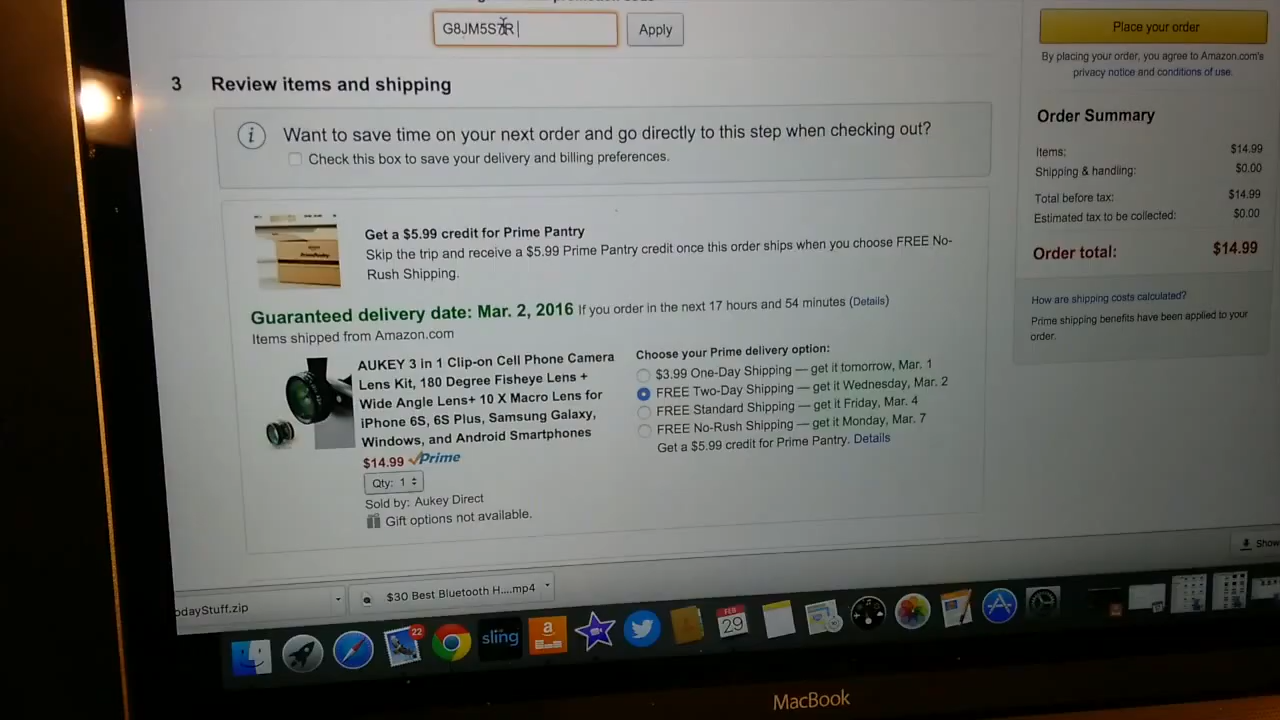 G8JM5S7R
Apply
3 Review items and shipping
Want to save time on your next order and go directly to this step when checking out?
Check this box to save your delivery and billing preferences.
Get a $5.99 credit for Prime Pantry
Skip the trip and receive a $5.99 Prime Pantry credit once this order ships when you choose FREE No-
Rush Shipping.
Guaranteed delivery date: Mar. 2, 2016 If you order in the next 17 hours and 54 minutes (Details)
Items shipped from Amazon.com
AUKEY 3 in 1 Clip-on Cell Phone Camera
Lens Kit, 180 Degree Fisheye Lens +
Wide Angle Lens+ 10 X Macro Lens for
iPhone 6S, 6S Plus, Samsung Galaxy,
Windows, and Android Smartphones
$14.99 Prime
Qty: 1
Sold by: Aukey Direct
Gift options not available.
Choose your Prime delivery option:
$3.99 One-Day Shipping — get it tomorrow, Mar. 1
FREE Two-Day Shipping — get it Wednesday, Mar. 2
FREE Standard Shipping — get it Friday, Mar. 4
FREE No-Rush Shipping — get it Monday, Mar. 7
Get a $5.99 credit for Prime Pantry. Details
Place your order
By placing your order, you agree to Amazon.com's
privacy notice and conditions of use.
Order Summary
Items: $14.99
Shipping & handling: $0.00
Total before tax: $14.99
Estimated tax to be collected: $0.00
Order total: $14.99
How are shipping costs calculated?
Prime shipping benefits have been applied to your
order.
Show
odayStuff.zip
$30 Best Bluetooth H....mp4
22
sling
a
FEB
29
MacBook